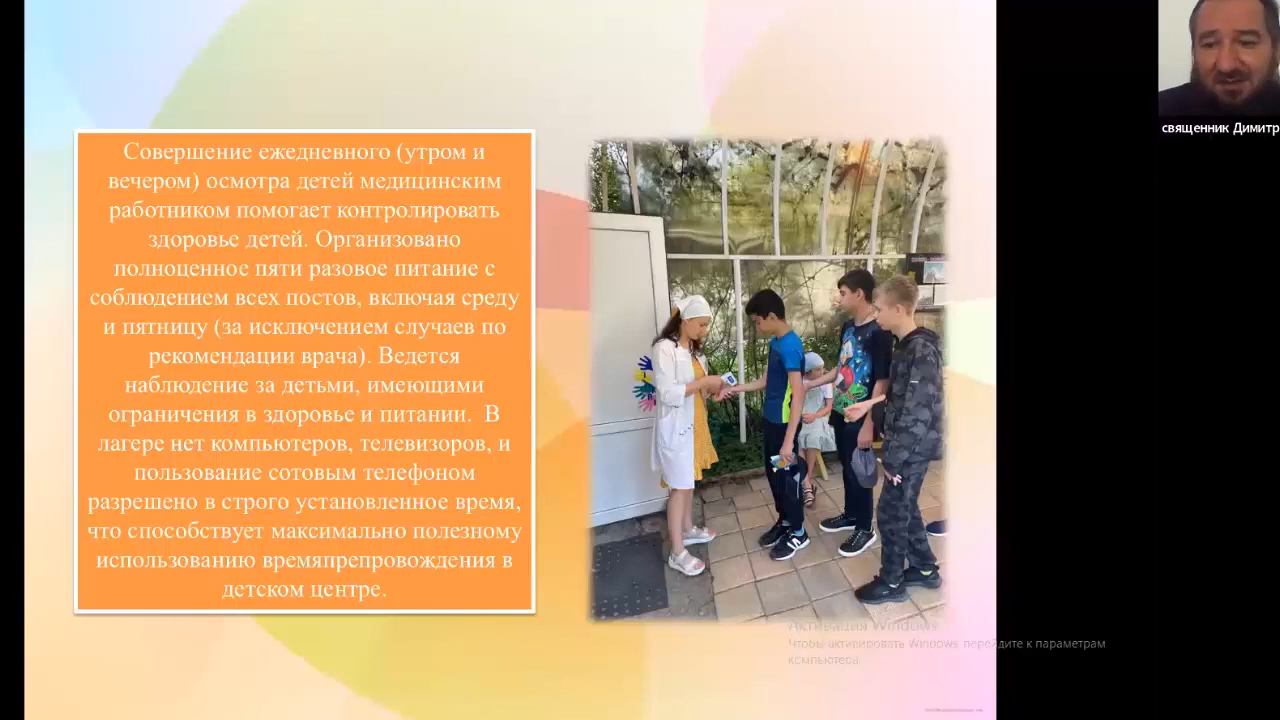 Совершение ежедневного (утром и
вечером) осмотра детей медицинским
работником помогает контролировать
здоровье детей. Организовано
полноценное пяти разовое питание с
соблюдением всех постов, включая среду
и пятницу (за исключением случаев по
рекомендации врача). Ведется
наблюдение за детьми, имеющими
ограничения в здоровье и питании.  В
лагере нет компьютеров, телевизоров, и
пользование сотовым телефоном
разрешено в строго установленное время,
что способствует максимально полезному
использованию времяпрепровождения в
детском центре.
священник Димитр
Активация Windows
Чтобы активировать Windows, перейдите к параметрам
компьютера.